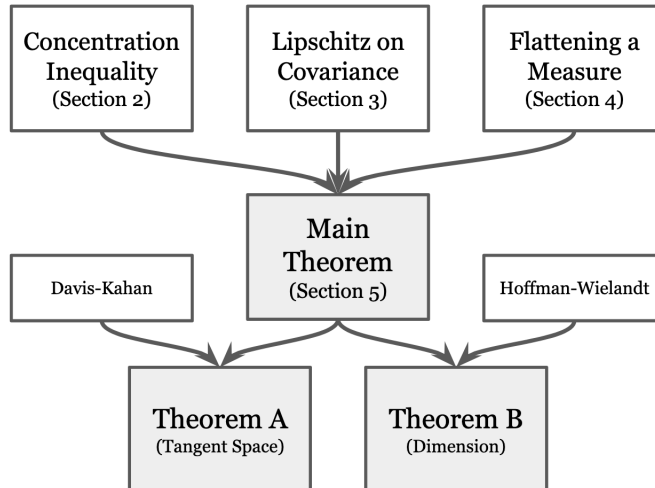 Concentration
Inequality
(Section 2)
Lipschitz on
Covariance
(Section 3)
Flattening a
Measure
(Section 4)
Main
Theorem
(Section 5)
Davis-Kahan
Hoffman-Wielandt
Theorem A
(Tangent Space)
Theorem B
(Dimension)